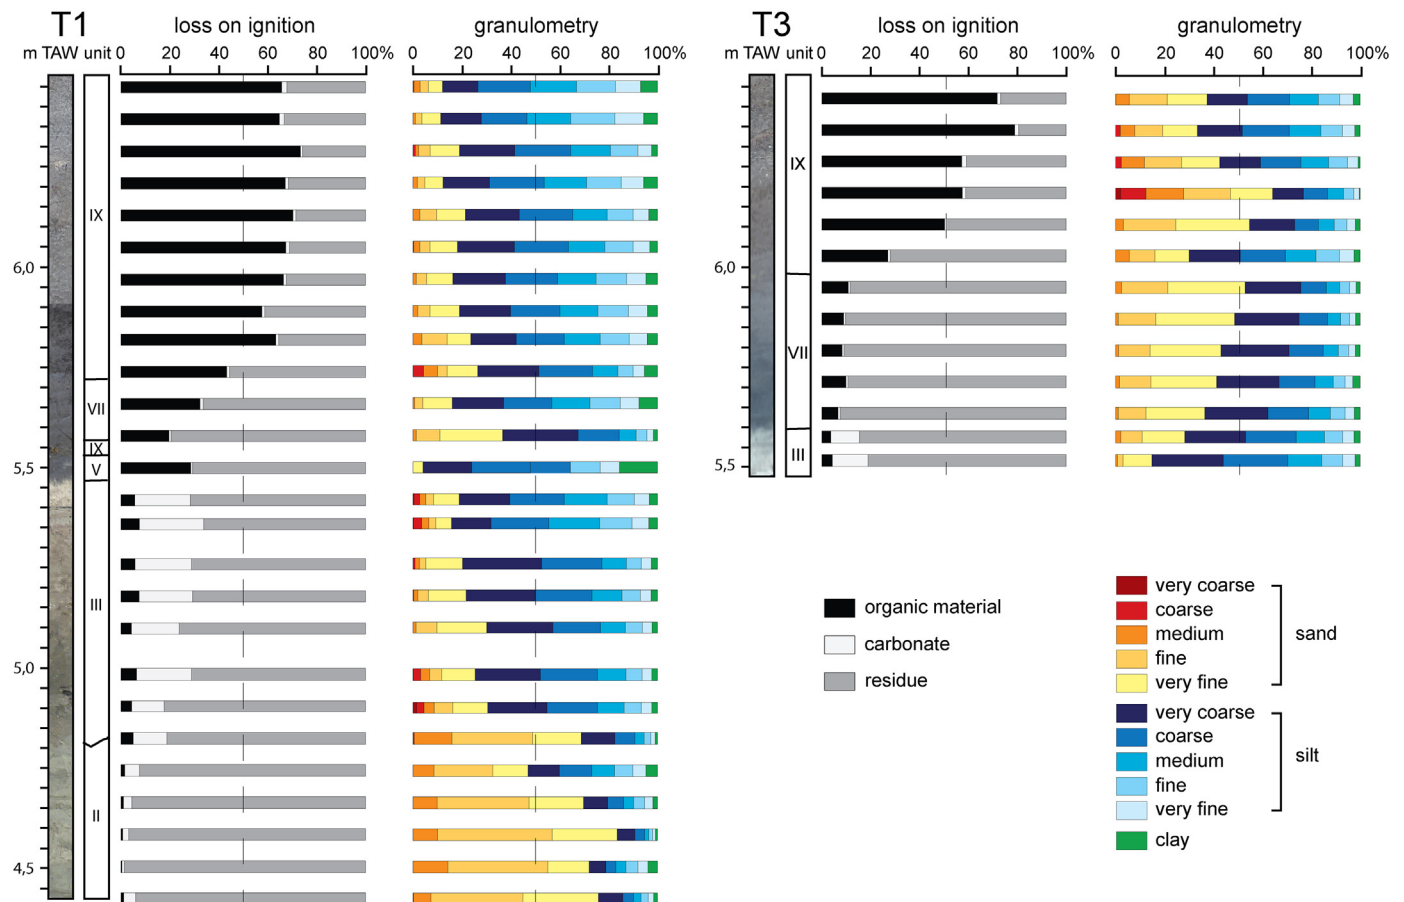 T1
loss on ignition
granulometry
m TAW unit
0 20 40 60 80 100%
0 20 40 60 80 100%
IX
6,0
VII
IX
5,5
V
III
5,0
II
4,5
T3
loss on ignition
granulometry
m TAW unit
0 20 40 60 80 100%
0 20 40 60 80 100%
IX
6,0
VII
III
5,5
organic material
carbonate
residue
very coarse
coarse
medium
fine
very fine
sand
very coarse
coarse
medium
fine
very fine
silt
clay